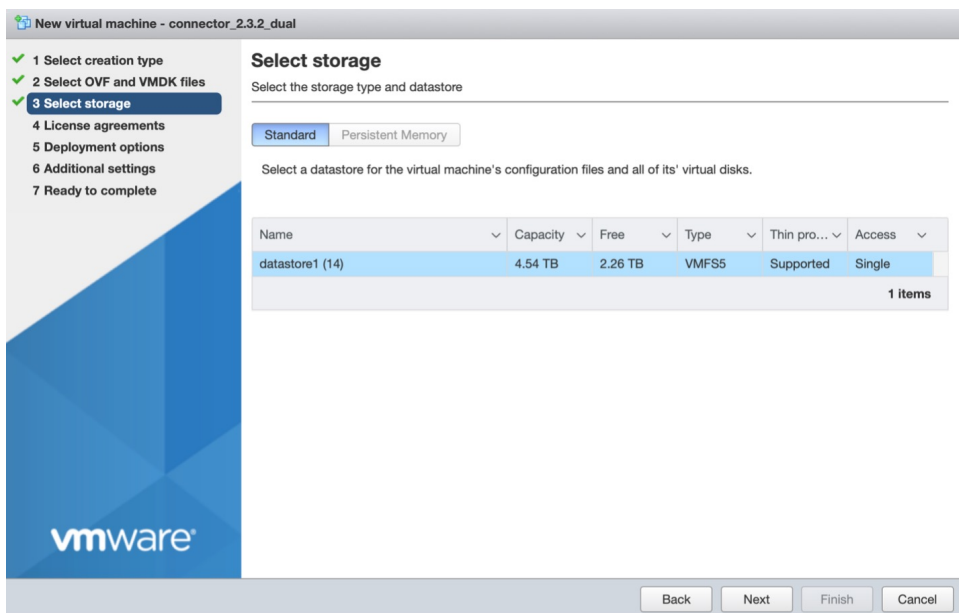 New virtual machine - connector_2.3.2_dual
1 Select creation type
2 Select OVF and VMDK files
3 Select storage
4 License agreements
5 Deployment options
6 Additional settings
7 Ready to complete
Select storage
Select the storage type and datastore
Standard Persistent Memory
Select a datastore for the virtual machine's configuration files and all of its' virtual disks.
Name Capacity Free Type Thin pro... Access
datastore1 (14) 4.54 TB 2.26 TB VMFS5 Supported Single
1 items
vmware®
Back Next Finish Cancel